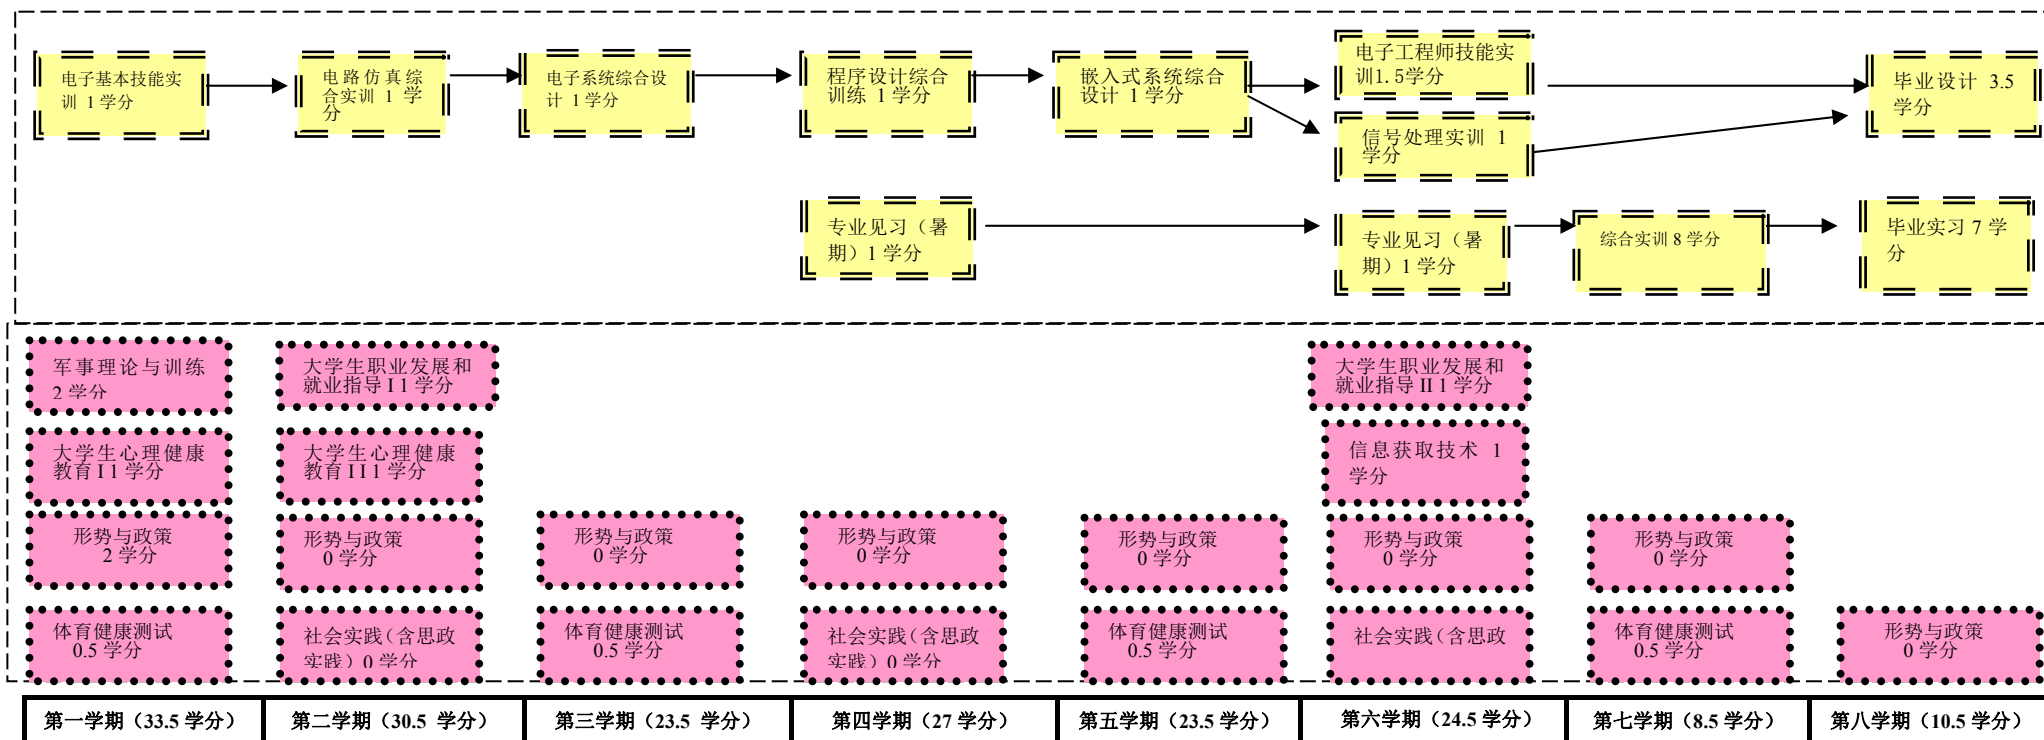 电子基本技能实
训 1 学分
电路仿真综
合实训 1 学
分
电子系统综合设
计 1 学分
程序设计综合
训练 1 学分
嵌入式系统综合
设计 1 学分
电子工程师技能实
训1.5学分
毕业设计 3.5
学分
信号处理实训 1
学分
专业见习（暑
期）1 学分
专业见习（暑
期）1 学分
综合实训 8 学分
毕业实习 7 学
分
军事理论与训练
2 学分
大学生职业发展和
就业指导 I 1 学分
大学生职业发展和
就业指导 II 1 学分
大学生心理健康
教育 I 1 学分
大学生心理健康
教育 I I 1 学分
信息获取技术 1
学分
形势与政策
2 学分
形势与政策
0 学分
形势与政策
0 学分
形势与政策
0 学分
形势与政策
0 学分
形势与政策
0 学分
形势与政策
0 学分
体育健康测试
0.5 学分
社会实践（含思政
实践）0 学分
体育健康测试
0.5 学分
社会实践（含思政
实践）0 学分
体育健康测试
0.5 学分
社会实践（含思政
体育健康测试
0.5 学分
形势与政策
0 学分
第一学期（33.5 学分）
第二学期（30.5 学分）
第三学期（23.5 学分）
第四学期（27 学分）
第五学期（23.5 学分）
第六学期（24.5 学分）
第七学期（8.5 学分）
第八学期（10.5 学分）